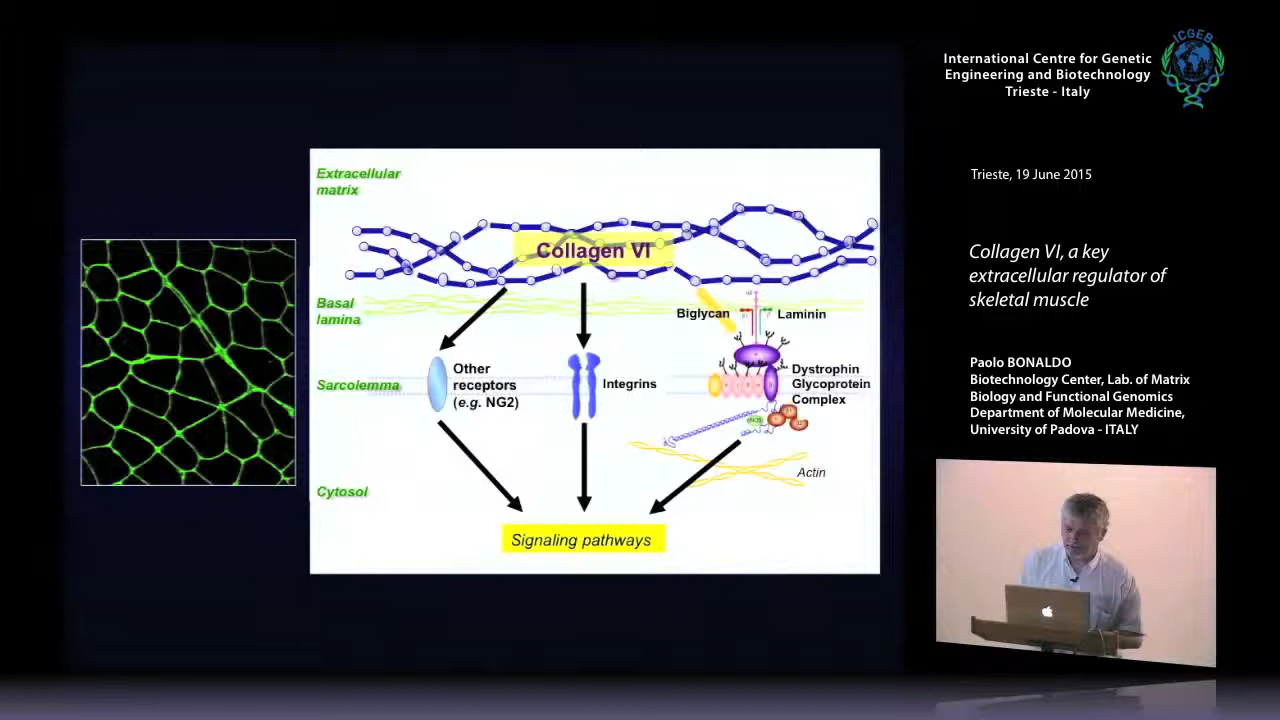 ICGEB
International Centre for Genetic
Engineering and Biotechnology
Trieste - Italy
Trieste, 19 June 2015
Collagen VI, a key
extracellular regulator of
skeletal muscle
Paolo BONALDO
Biotechnology Center, Lab. of Matrix
Biology and Functional Genomics
Department of Molecular Medicine,
University of Padova - ITALY
Extracellular
matrix
Collagen VI
Basal
lamina
Biglycan
Laminin
Sarcolemma
Other
receptors
(e.g. NG2)
Integrins
Dystrophin
Glycoprotein
Complex
Actin
Cytosol
Signaling pathways